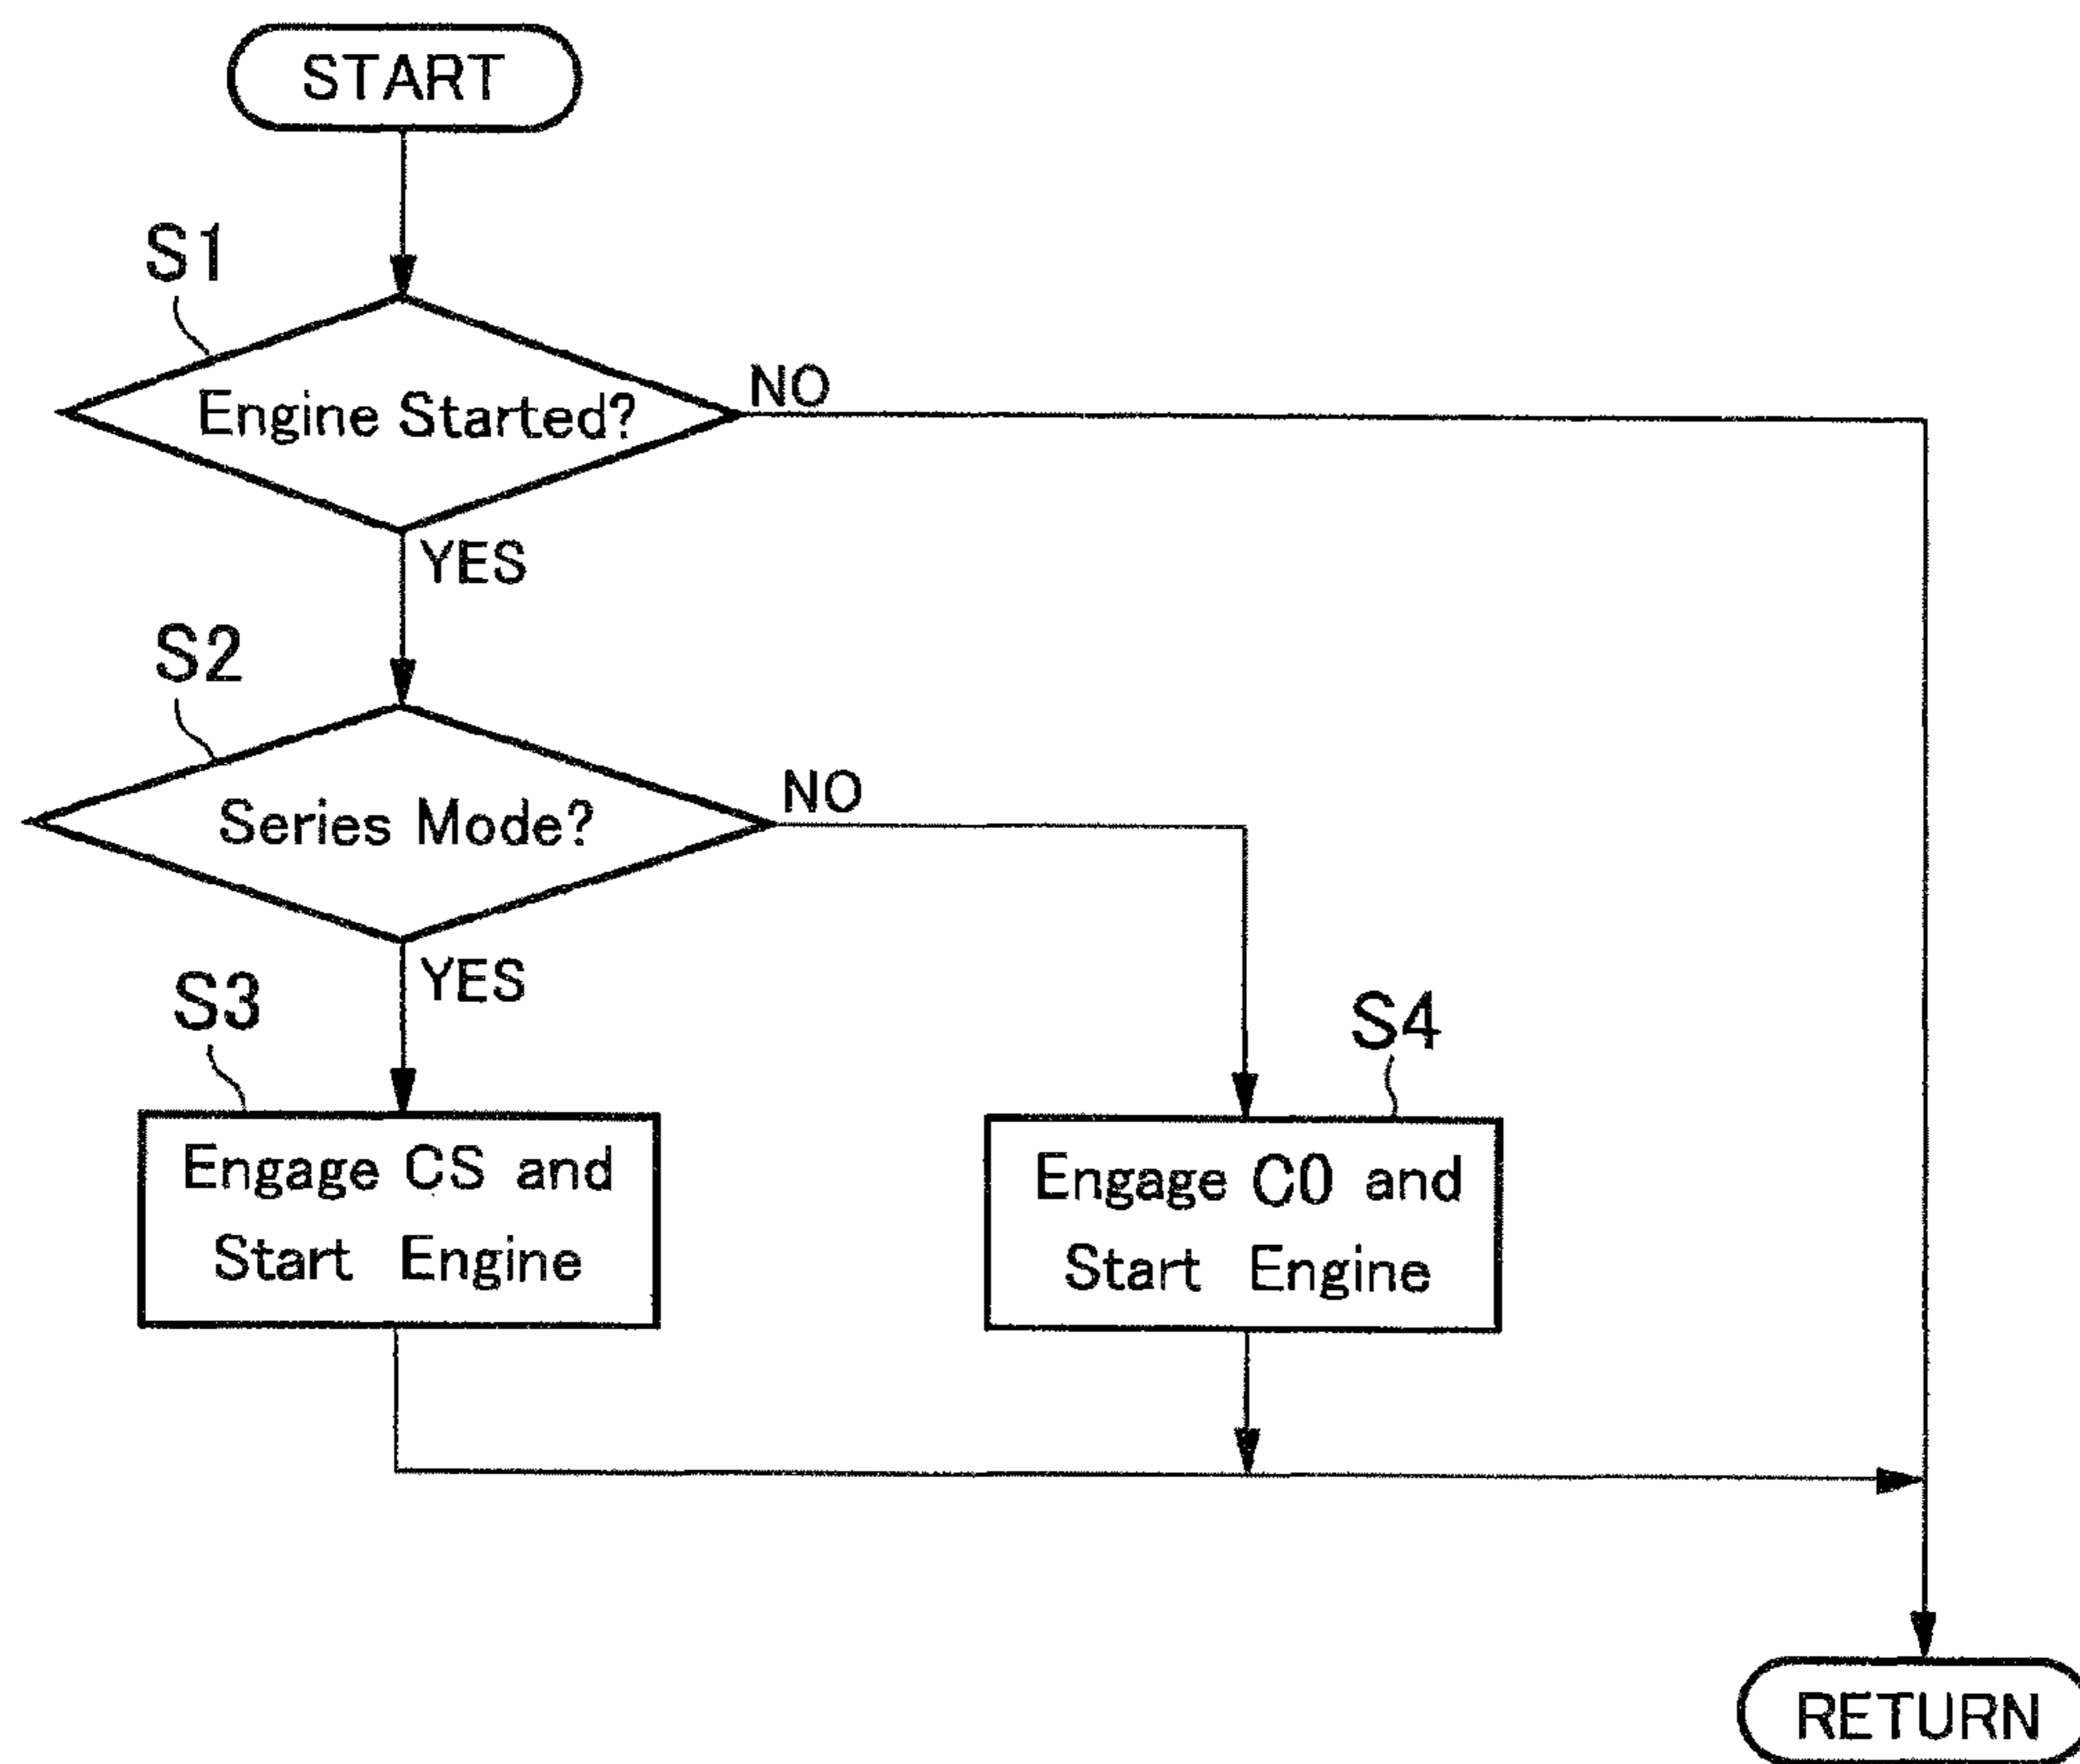 START
S1
Engine Started?
NO
YES
S2
Series Mode?
NO
YES
S3
Engage CS and
Start Engine
S4
Engage C0 and
Start Engine
RETURN